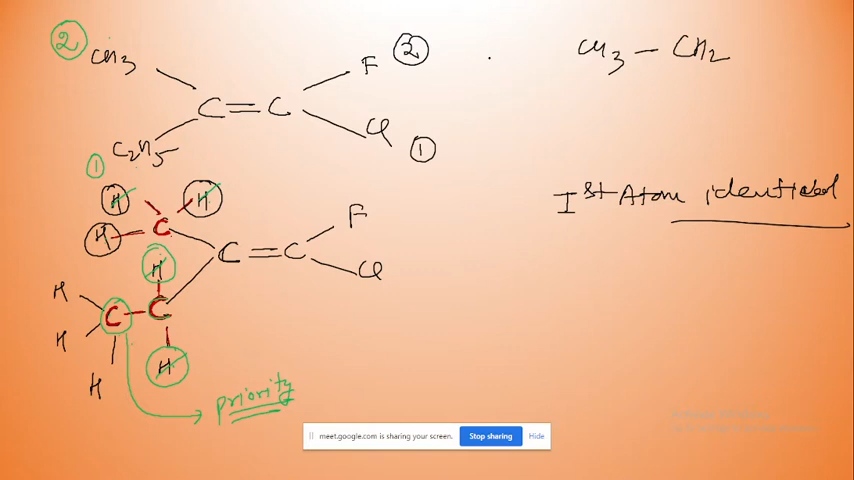 ② CH3
F ②
CH3 — CH2
C = C
C2H5
Cl ①
①
H H
H C
Ist Atom identical
F
C = C
Cl
H
H C C
H
H H
priority
meet.google.com is sharing your screen. Stop sharing Hide